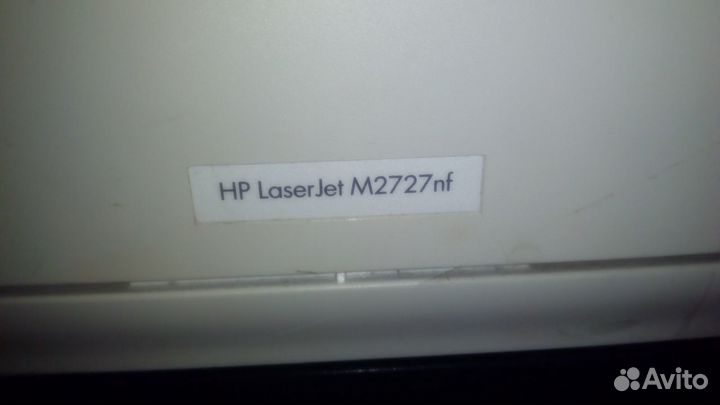 HP LaserJet M2727nf
Avito